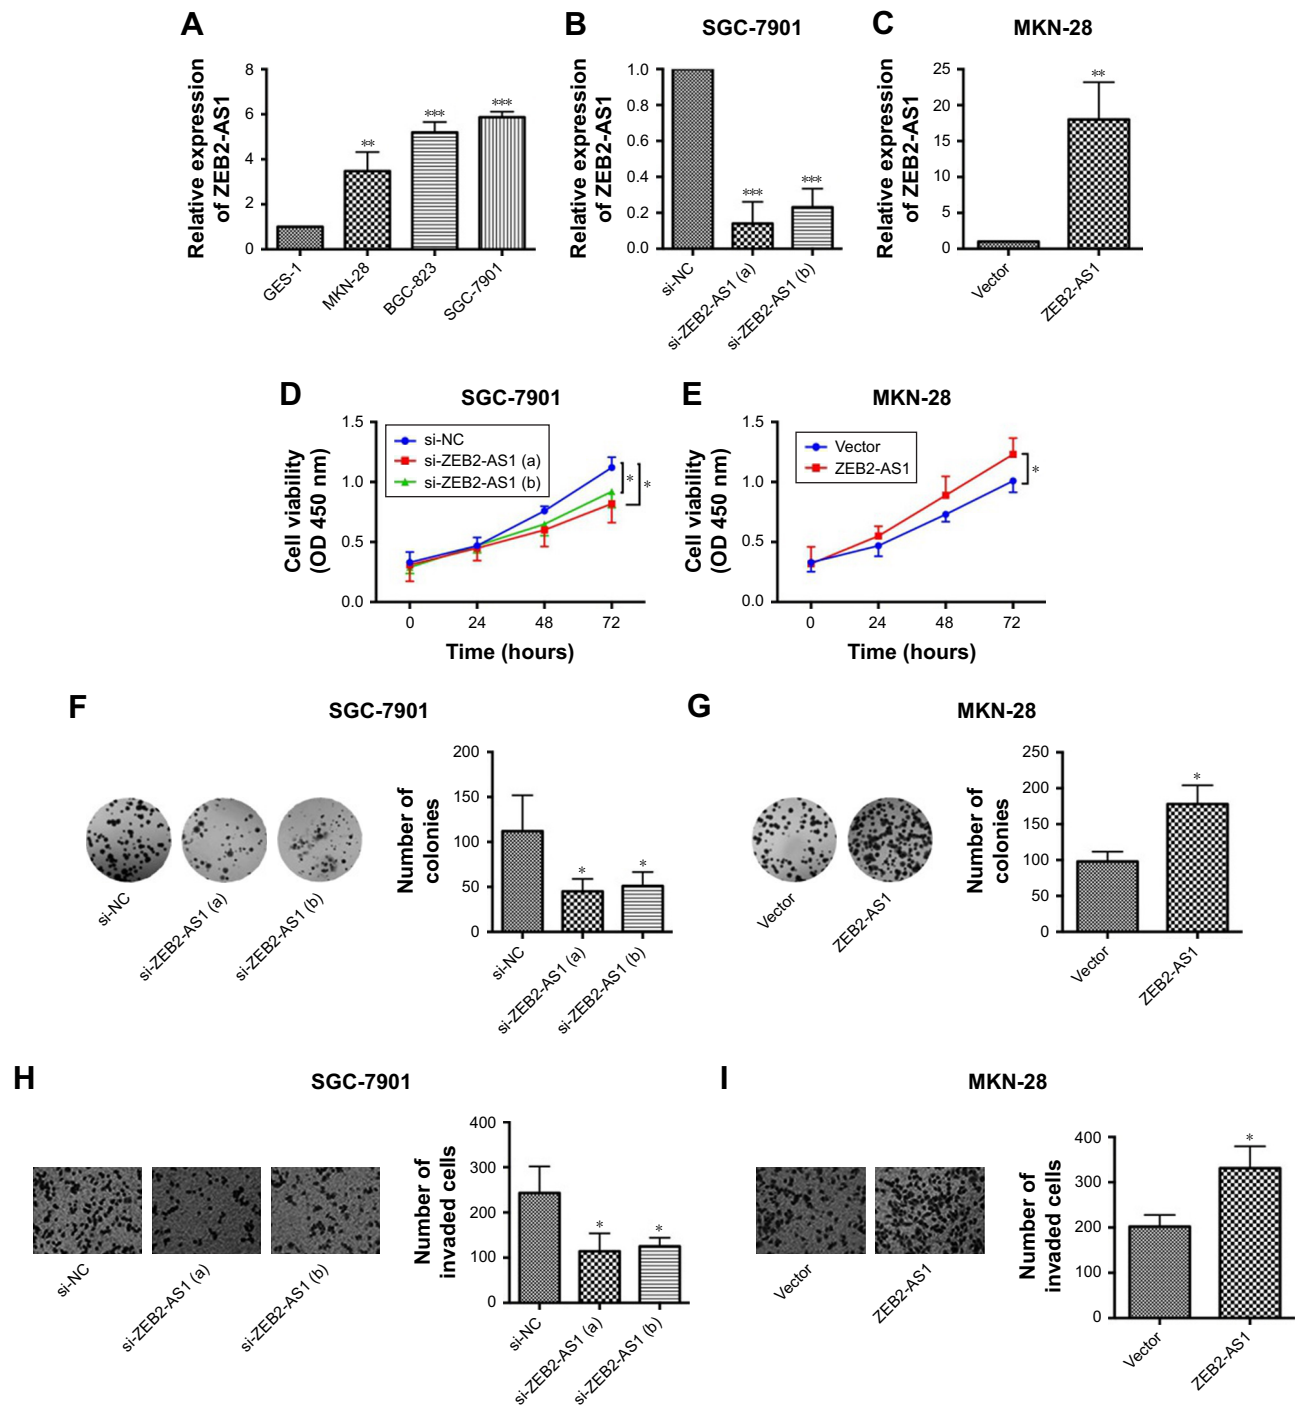 A
Relative expression
of ZEB2-AS1
8
6
4
2
0
**
***
***
GES-1
MKN-28
BGC-823
SGC-7901
B
SGC-7901
Relative expression
of ZEB2-AS1
1.0
0.8
0.6
0.4
0.2
0.0
***
***
si-NC
si-ZEB2-AS1 (a)
si-ZEB2-AS1 (b)
C
MKN-28
Relative expression
of ZEB2-AS1
25
20
15
10
5
0
**
Vector
ZEB2-AS1
D
SGC-7901
Cell viability
(OD 450 nm)
1.5
1.0
0.5
0.0
si-NC
si-ZEB2-AS1 (a)
si-ZEB2-AS1 (b)
*
*
0
24
48
72
Time (hours)
E
MKN-28
Cell viability
(OD 450 nm)
1.5
1.0
0.5
0.0
Vector
ZEB2-AS1
*
0
24
48
72
Time (hours)
F
SGC-7901
si-NC
si-ZEB2-AS1 (a)
si-ZEB2-AS1 (b)
Number of
colonies
200
150
100
50
0
*
*
si-NC
si-ZEB2-AS1 (a)
si-ZEB2-AS1 (b)
G
MKN-28
Vector
ZEB2-AS1
Number of
colonies
250
200
150
100
50
0
*
Vector
ZEB2-AS1
H
SGC-7901
si-NC
si-ZEB2-AS1 (a)
si-ZEB2-AS1 (b)
Number of
invaded cells
400
300
200
100
0
*
*
si-NC
si-ZEB2-AS1 (a)
si-ZEB2-AS1 (b)
I
MKN-28
Vector
ZEB2-AS1
Number of
invaded cells
400
300
200
100
0
*
Vector
ZEB2-AS1